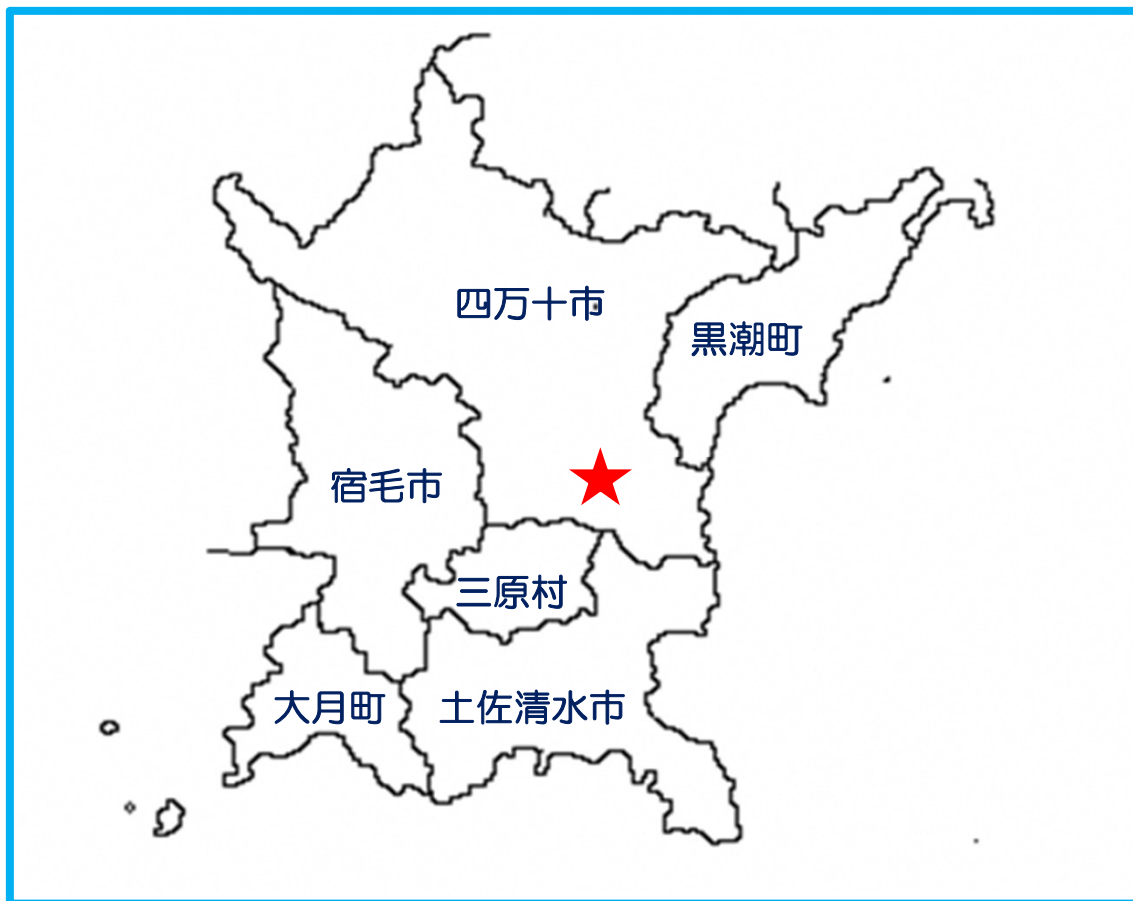 四万十市
黒潮町
宿毛市
三原村
大月町
土佐清水市